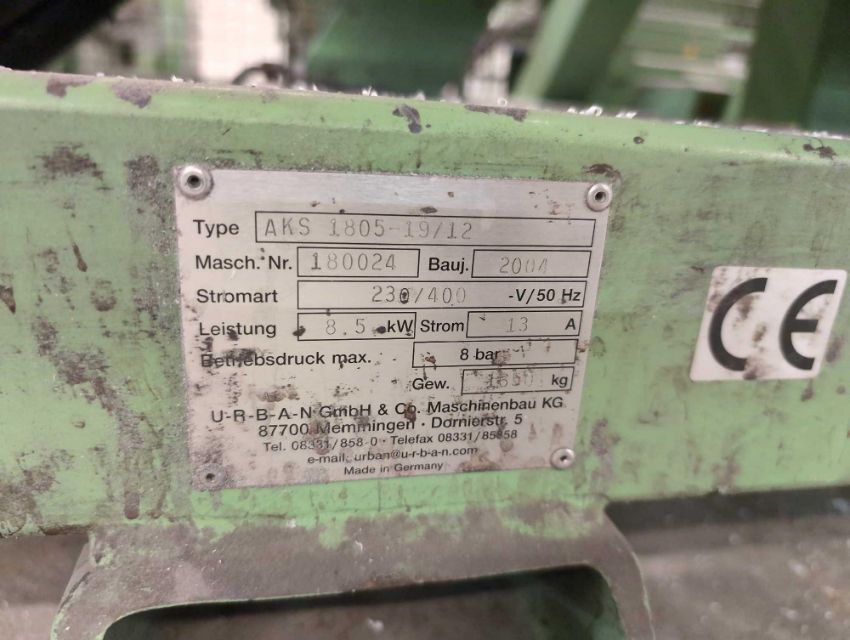 Type AKS 1805-19/12
Masch. Nr. 180024 Bauj. 2004
Stromart 230/400 -V/50 Hz
Leistung 8.5 kW Strom 13 A
Betriebsdruck max. 8 bar
Gew. kg
U-R-B-A-N GmbH & Co. Maschinenbau KG
87700 Memmingen · Dornierstr. 5
Tel. 08331/858-0 · Telefax 08331/85858
e-mail: urban@u-r-b-a-n.com
Made in Germany
CE